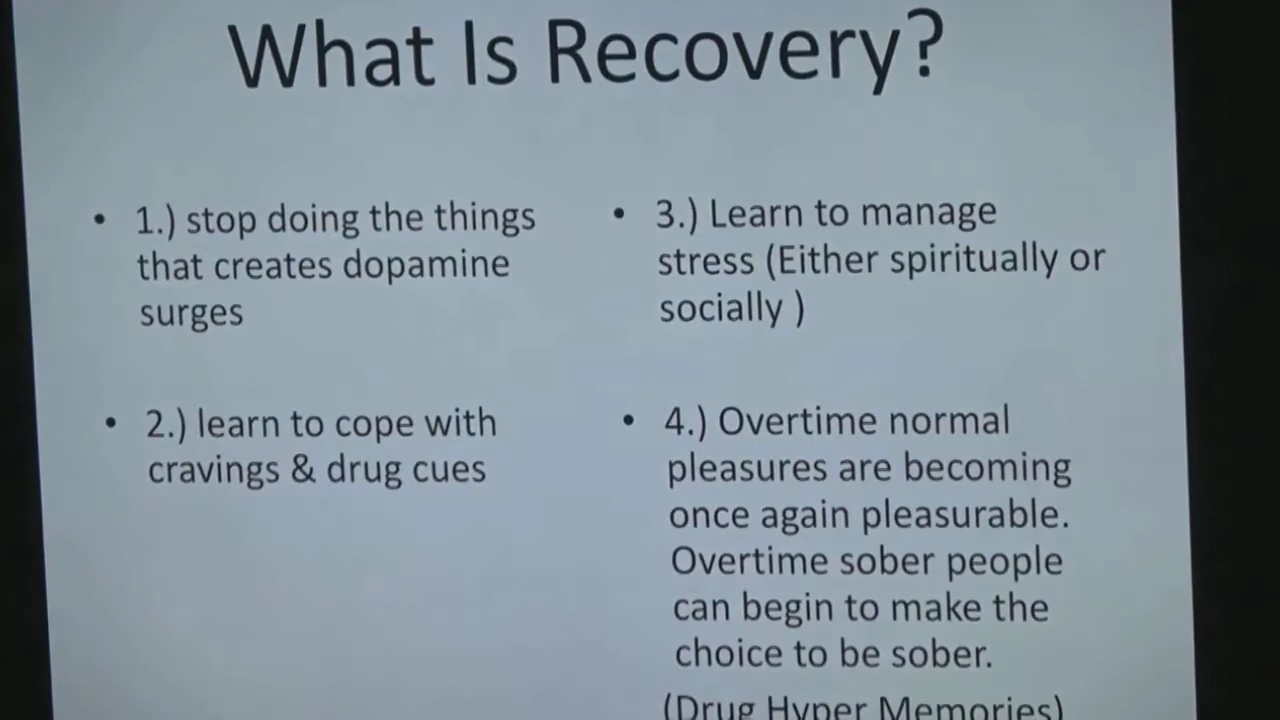 What Is Recovery?
• 1.) stop doing the things
that creates dopamine
surges
• 2.) learn to cope with
cravings & drug cues
• 3.) Learn to manage
stress (Either spiritually or
socially )
• 4.) Overtime normal
pleasures are becoming
once again pleasurable.
Overtime sober people
can begin to make the
choice to be sober.
(Drug Hyper Memories)